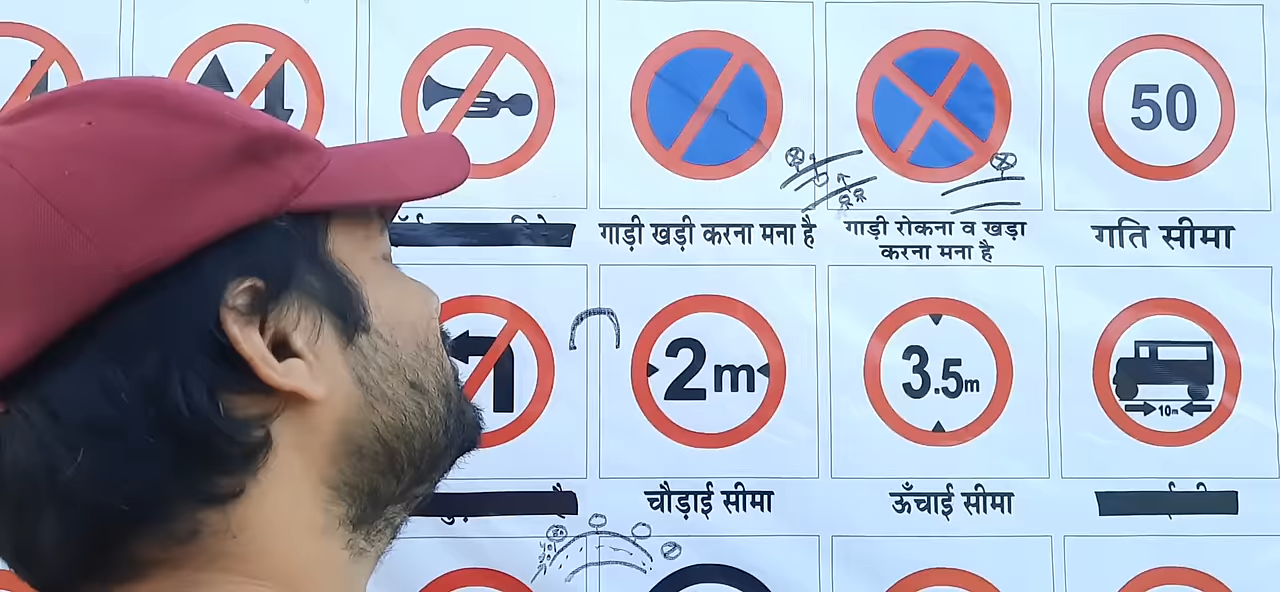 50
गाड़ी खड़ी करना मना है
गाड़ी रोकना व खड़ा
करना मना है
गति सीमा
2m
3.5m
10m
चौड़ाई सीमा
ऊँचाई सीमा